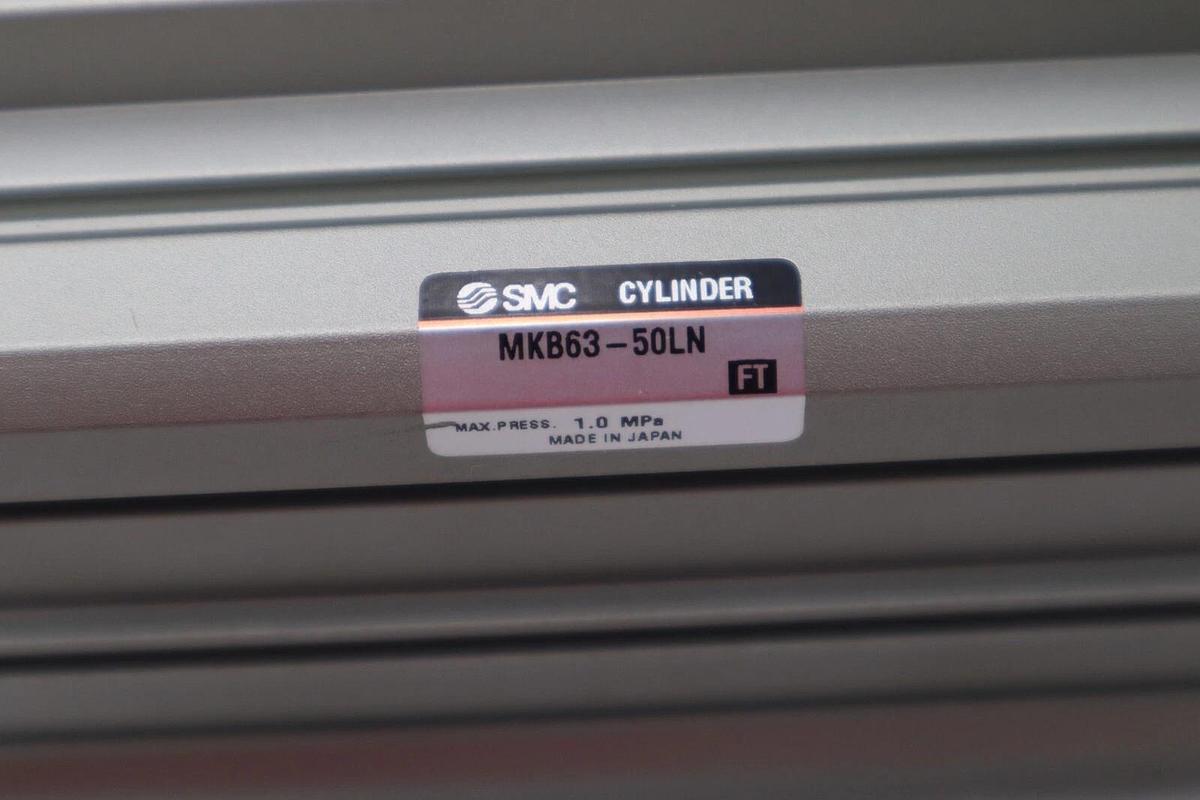 SMC CYLINDER
MKB63-50LN
FT
MAX.PRESS. 1.0 MPa
MADE IN JAPAN